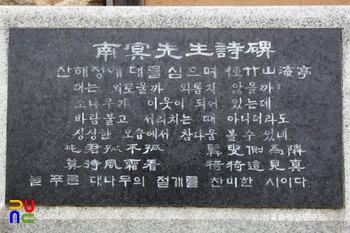 南冥先生詩碑
산해정에 대를 심으며 種竹山海亭
대는 외로울까 외롭지 않을까?
소나무가 이웃이 되어 있는데
바람불고 서리치는 때 아니더라도
싱싱한 모습에서 참다움 볼 수 있네
此君孤不孤 髥叟側為隣
莫待風霜看 猗猗這見真
늘 푸른 대나무의 절개를 찬미한 시이다.